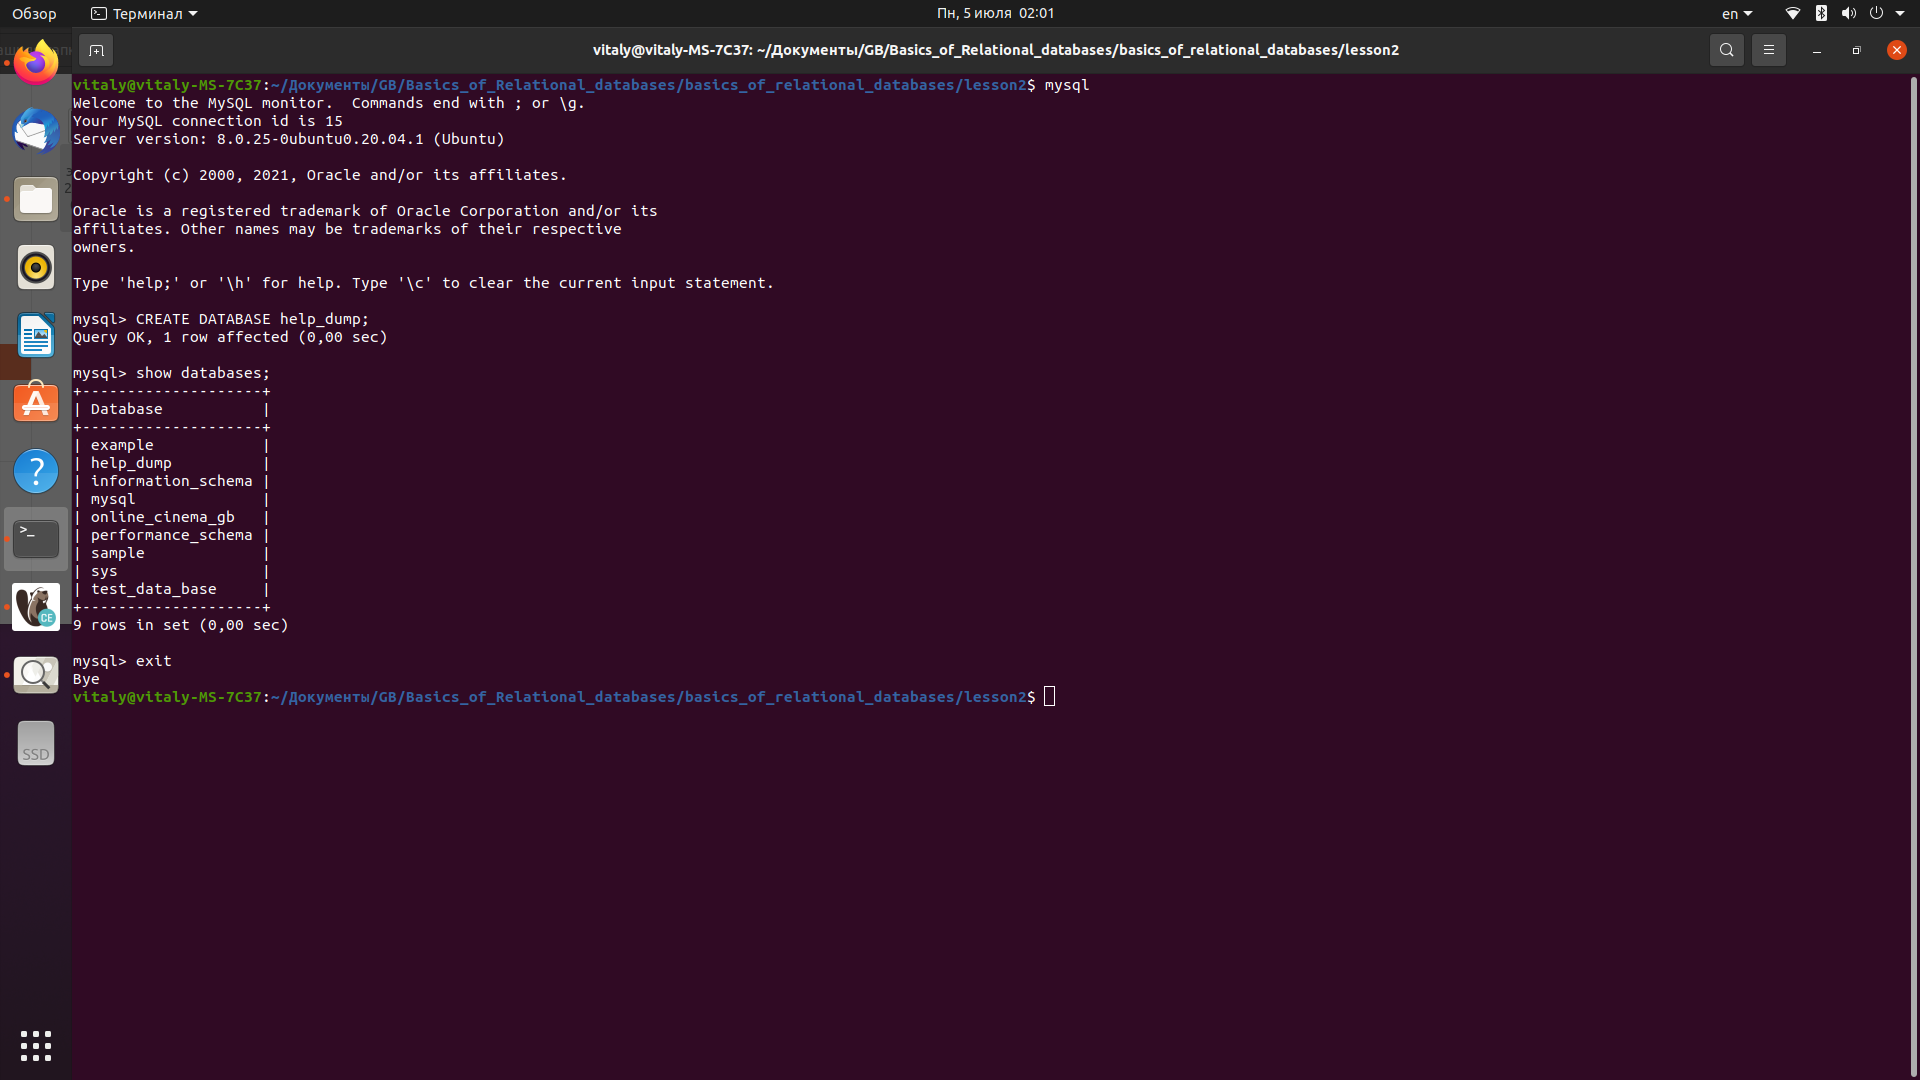 Обзор Терминал Пн, 5 июля 02:01 en
vitaly@vitaly-MS-7C37: ~/Документы/GB/Basics_of_Relational_databases/basics_of_relational_databases/lesson2
vitaly@vitaly-MS-7C37:~/Документы/GB/Basics_of_Relational_databases/basics_of_relational_databases/lesson2$ mysql
Welcome to the MySQL monitor.  Commands end with ; or \g.
Your MySQL connection id is 15
Server version: 8.0.25-0ubuntu0.20.04.1 (Ubuntu)
Copyright (c) 2000, 2021, Oracle and/or its affiliates.
Oracle is a registered trademark of Oracle Corporation and/or its
affiliates. Other names may be trademarks of their respective
owners.
Type 'help;' or '\h' for help. Type '\c' to clear the current input statement.
mysql> CREATE DATABASE help_dump;
Query OK, 1 row affected (0,00 sec)
mysql> show databases;
+--------------------+
| Database           |
+--------------------+
| example            |
| help_dump          |
| information_schema |
| mysql              |
| online_cinema_gb   |
| performance_schema |
| sample             |
| sys                |
| test_data_base     |
+--------------------+
9 rows in set (0,00 sec)
mysql> exit
Bye
vitaly@vitaly-MS-7C37:~/Документы/GB/Basics_of_Relational_databases/basics_of_relational_databases/lesson2$
CE
SSD